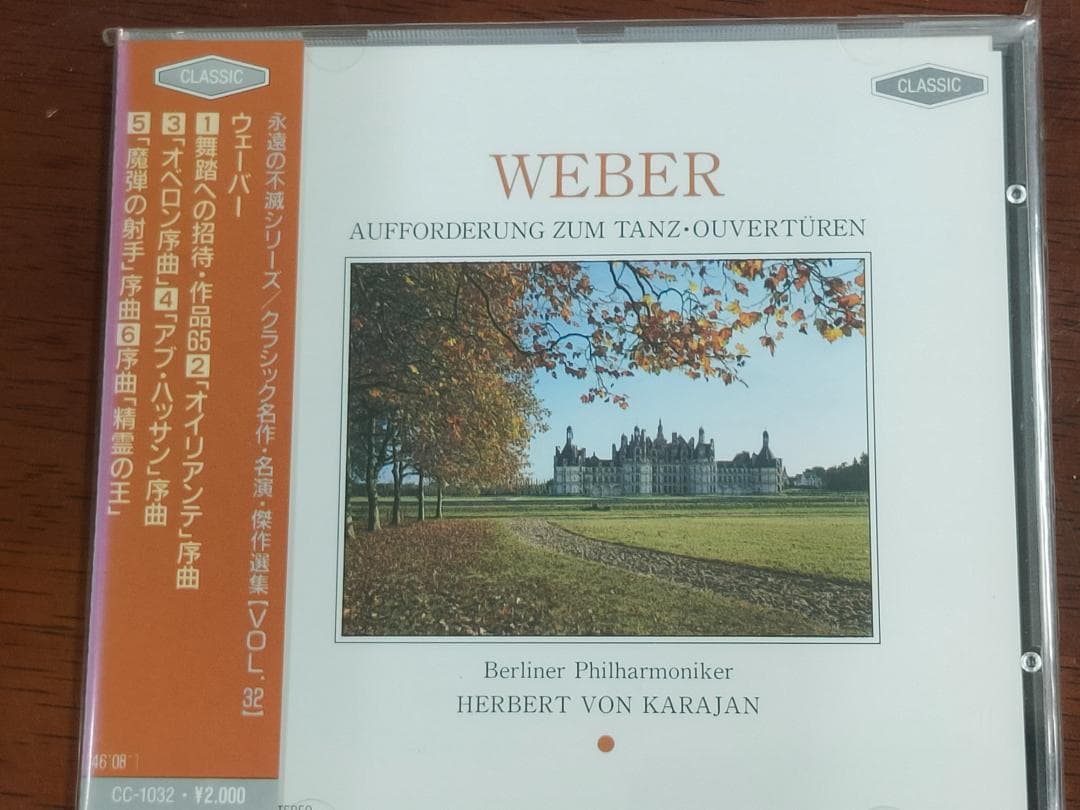 CLASSIC
永遠の不滅シリーズ/クラシック名作・名演・傑作選集【VOL.32】
ウェーバー
1舞踏への招待・作品65 2「オイリアンテ」序曲
3「オベロン序曲」4「アブ・ハッサン」序曲
5「魔弾の射手」序曲6序曲「精霊の王」
46'08"
CC-1032・¥2,000
CLASSIC
WEBER
AUFFORDERUNG ZUM TANZ・OUVERTÜREN
Berliner Philharmoniker
HERBERT VON KARAJAN